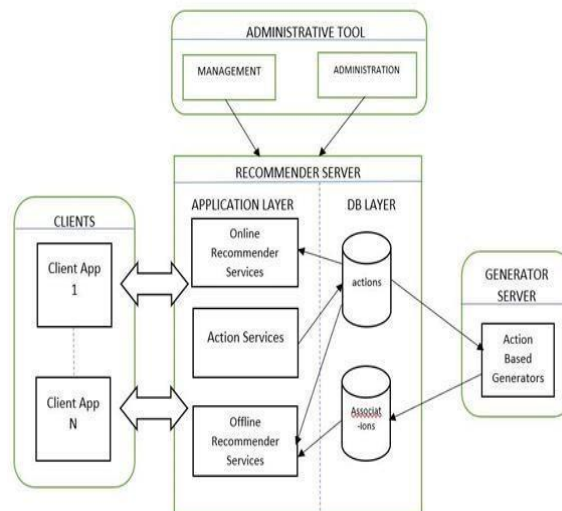 ADMINISTRATIVE TOOL
MANAGEMENT
ADMINISTRATION
RECOMMENDER SERVER
APPLICATION LAYER
DB LAYER
CLIENTS
Client App
1
Client App
N
Online
Recommender
Services
Action Services
Offline
Recommender
Services
actions
Associat
-ions
GENERATOR
SERVER
Action
Based
Generators